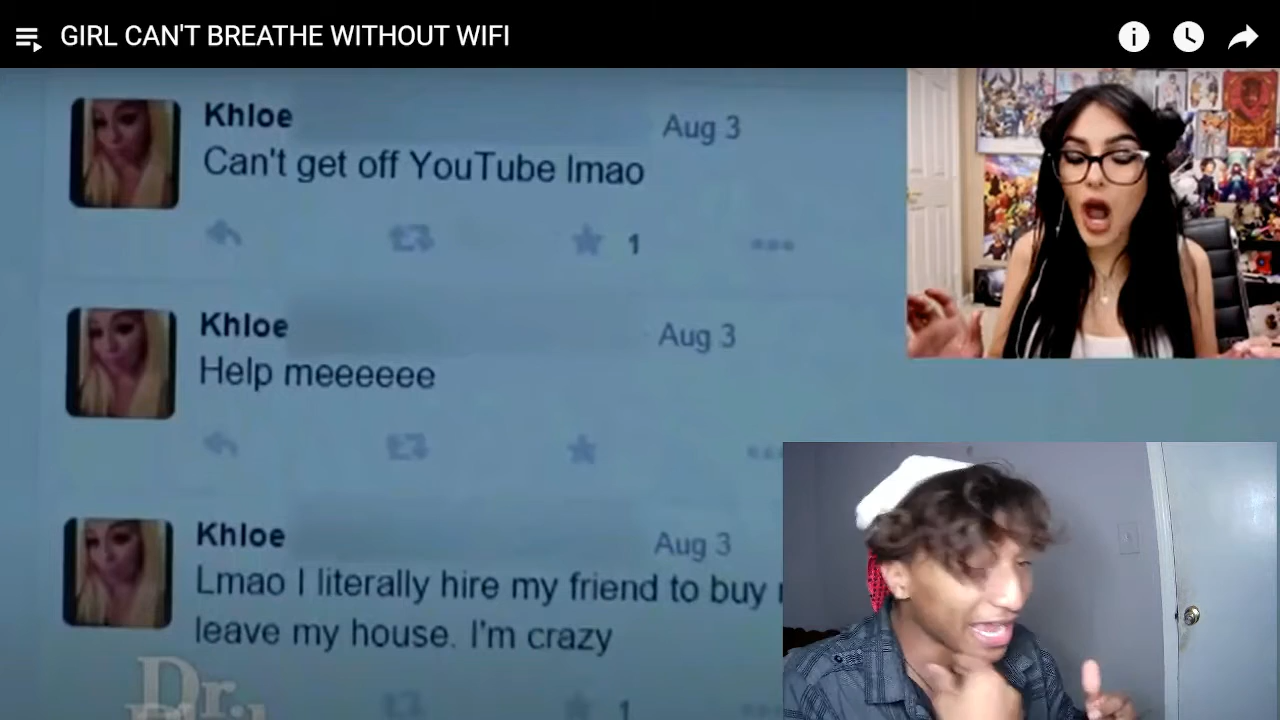 GIRL CAN'T BREATHE WITHOUT WIFI
Khloe
Aug 3
Can't get off YouTube lmao
1
Khloe
Aug 3
Help meeeeee
Khloe
Aug 3
Lmao I literally hire my friend to buy
leave my house. I'm crazy
1
Dr.